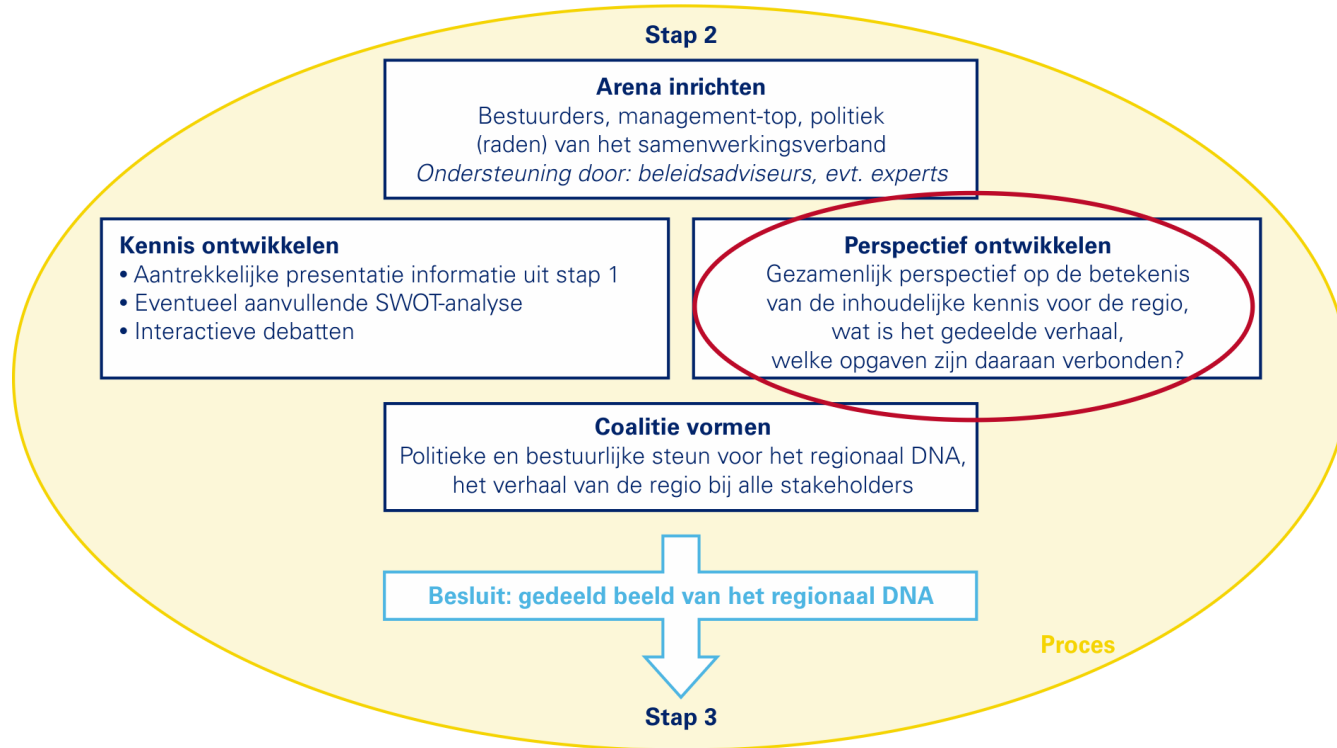 Stap 2
Arena inrichten
Bestuurders, management-top, politiek
(raden) van het samenwerkingsverband
Ondersteuning door: beleidsadviseurs, evt. experts
Kennis ontwikkelen
• Aantrekkelijke presentatie informatie uit stap 1
• Eventueel aanvullende SWOT-analyse
• Interactieve debatten
Perspectief ontwikkelen
Gezamenlijk perspectief op de betekenis
van de inhoudelijke kennis voor de regio,
wat is het gedeelde verhaal,
welke opgaven zijn daaraan verbonden?
Coalitie vormen
Politieke en bestuurlijke steun voor het regionaal DNA,
het verhaal van de regio bij alle stakeholders
Besluit: gedeeld beeld van het regionaal DNA
Proces
Stap 3